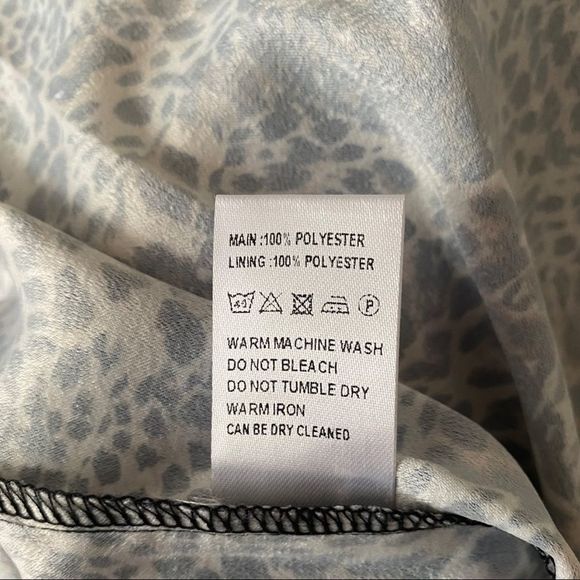 MAIN :100% POLYESTER
LINING :100% POLYESTER
P
WARM MACHINE WASH
DO NOT BLEACH
DO NOT TUMBLE DRY
WARM IRON
CAN BE DRY CLEANED